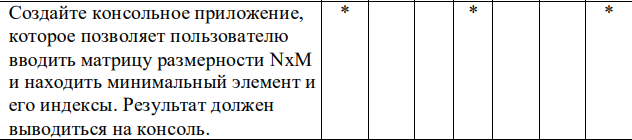 Создайте консольное приложение, * * *
которое позволяет пользователю
вводить матрицу размерности NxM
и находить минимальный элемент и
его индексы. Результат должен
выводиться на консоль.